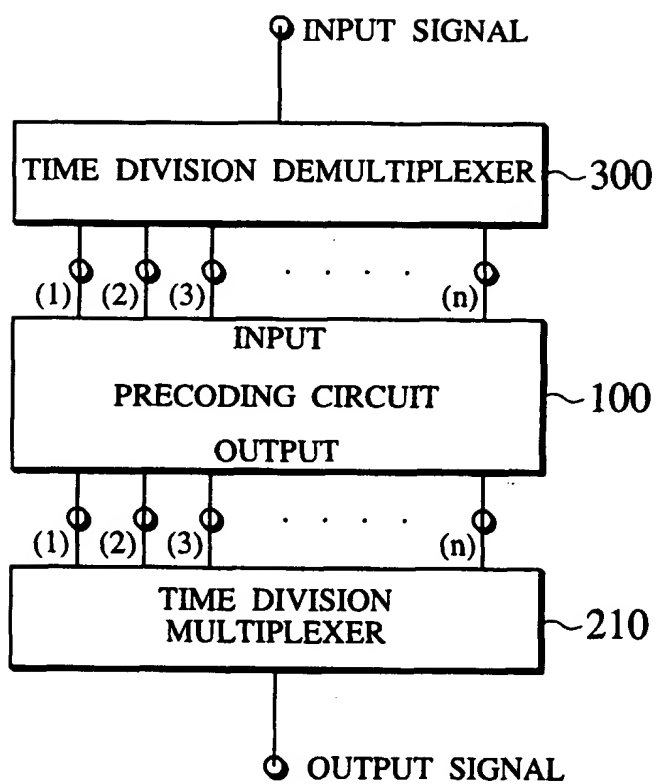 INPUT SIGNAL
TIME DIVISION DEMULTIPLEXER
300
(1) (2) (3) . . . . (n)
INPUT
PRECODING CIRCUIT
100
OUTPUT
(1) (2) (3) . . . . (n)
TIME DIVISION
MULTIPLEXER
210
OUTPUT SIGNAL